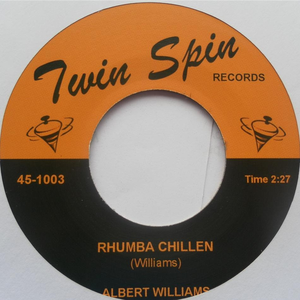 Twin Spin
RECORDS
45-1003
Time 2:27
RHUMBA CHILLEN
(Williams)
ALBERT WILLIAMS